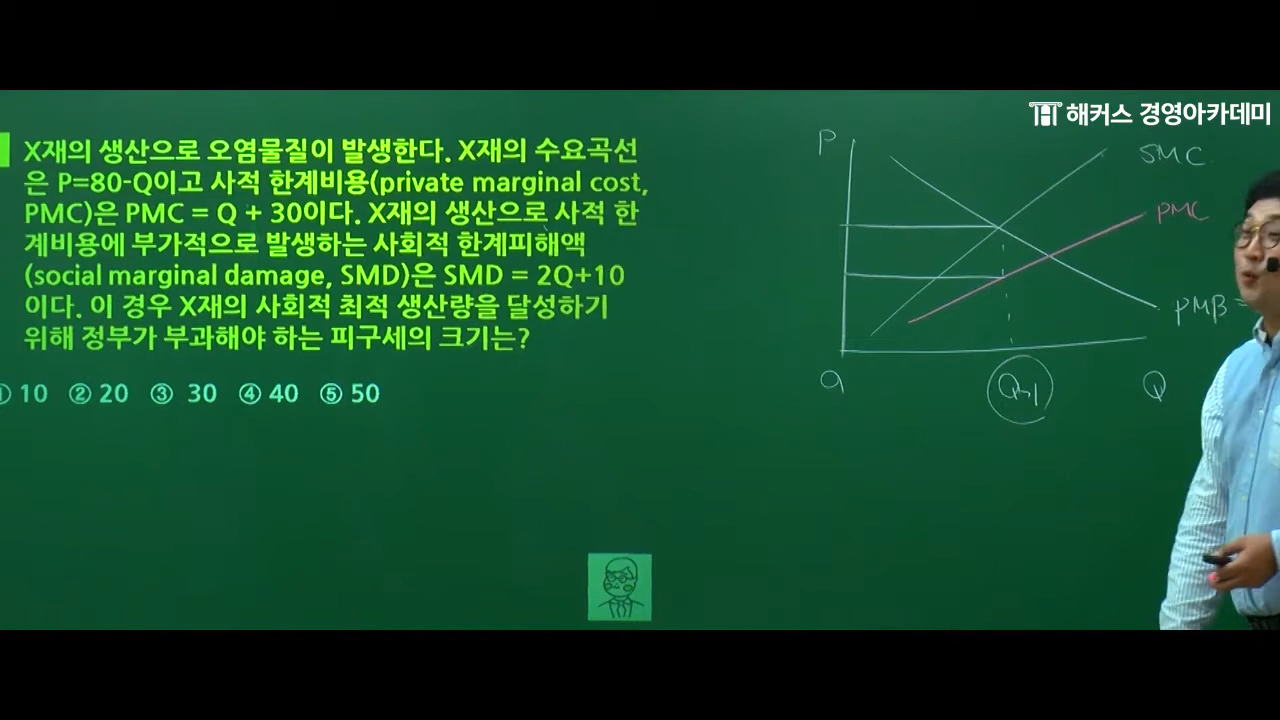 해커스 경영아카데미
X재의 생산으로 오염물질이 발생한다. X재의 수요곡선
은 P=80-Q이고 사적 한계비용(private marginal cost,
PMC)은 PMC = Q + 30이다. X재의 생산으로 사적 한
계비용에 부가적으로 발생하는 사회적 한계피해액
(social marginal damage, SMD)은 SMD = 2Q+10
이다. 이 경우 X재의 사회적 최적 생산량을 달성하기
위해 정부가 부과해야 하는 피구세의 크기는?
① 10 ② 20 ③ 30 ④ 40 ⑤ 50
P
SMC
PMC
PMB =
Q